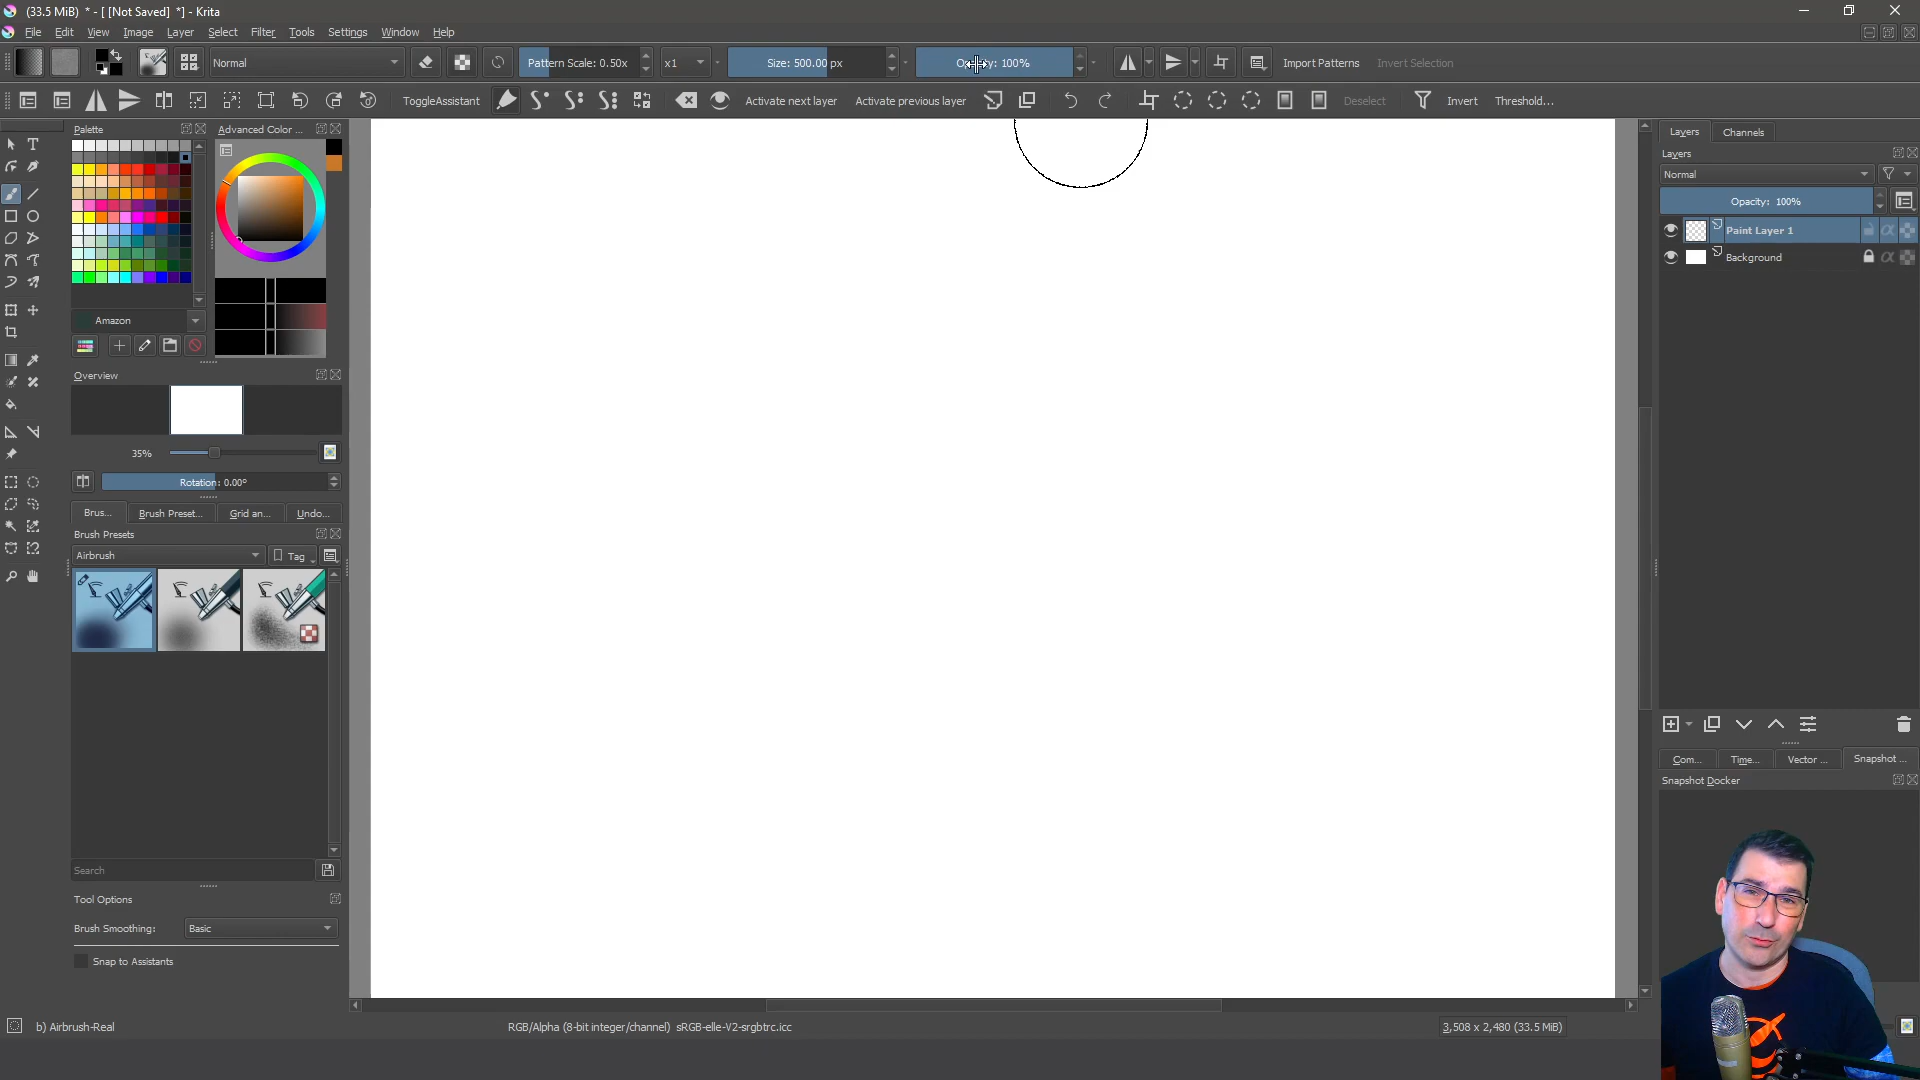 (33.5 MiB)  * - [ [Not Saved]  *] - Krita
File Edit View Image Layer Select Filter Tools Settings Window Help
Normal Pattern Scale: 0.50x x1 Size: 500.00 px Opacity: 100% Import Patterns Invert Selection
ToggleAssistant Activate next layer Activate previous layer Deselect Invert Threshold...
Palette Advanced Color ... Layers Channels
Layers
Normal
Opacity: 100%
Paint Layer 1
Background
Amazon
Overview
35%
Rotation: 0.00°
Brus... Brush Preset... Grid an... Undo...
Brush Presets
Airbrush Tag
Com... Time... Vector ... Snapshot ...
Snapshot Docker
Search
Tool Options
Brush Smoothing: Basic
Snap to Assistants
b) Airbrush-Real RGB/Alpha (8-bit integer/channel) sRGB-elle-V2-srgbtrc.icc 3,508 x 2,480 (33.5 MiB)